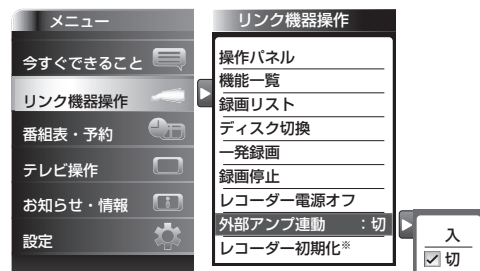 メニュー
今すぐできること
リンク機器操作
番組表・予約
テレビ操作
お知らせ・情報
設定
リンク機器操作
操作パネル
機能一覧
録画リスト
ディスク切換
一発録画
録画停止
レコーダー電源オフ
外部アンプ連動 ：切
レコーダー初期化※
入
切